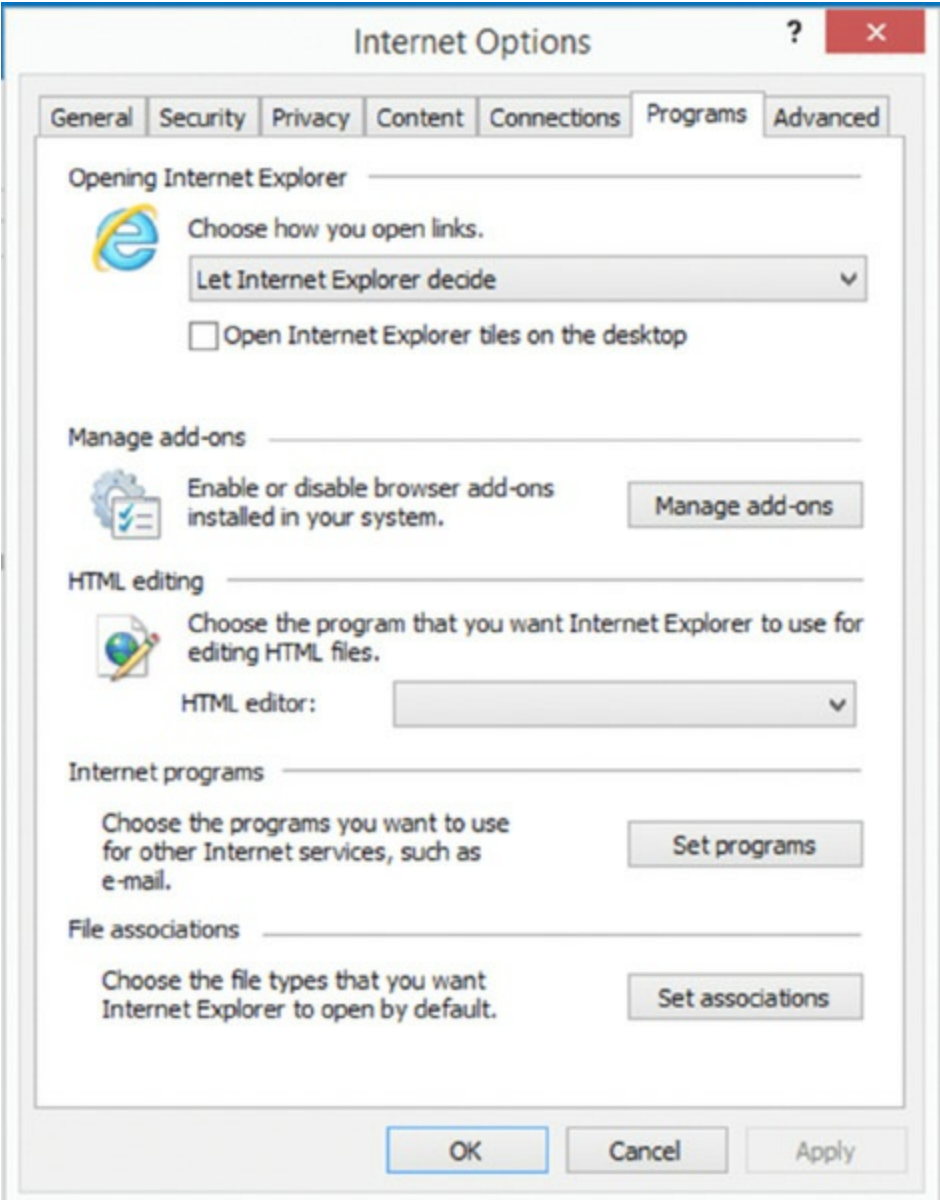 Internet Options
?
General Security Privacy Content Connections Programs Advanced
Opening Internet Explorer
Choose how you open links.
Let Internet Explorer decide
Open Internet Explorer tiles on the desktop
Manage add-ons
Enable or disable browser add-ons
installed in your system.
Manage add-ons
HTML editing
Choose the program that you want Internet Explorer to use for
editing HTML files.
HTML editor:
Internet programs
Choose the programs you want to use
for other Internet services, such as
e-mail.
Set programs
File associations
Choose the file types that you want
Internet Explorer to open by default.
Set associations
OK Cancel Apply